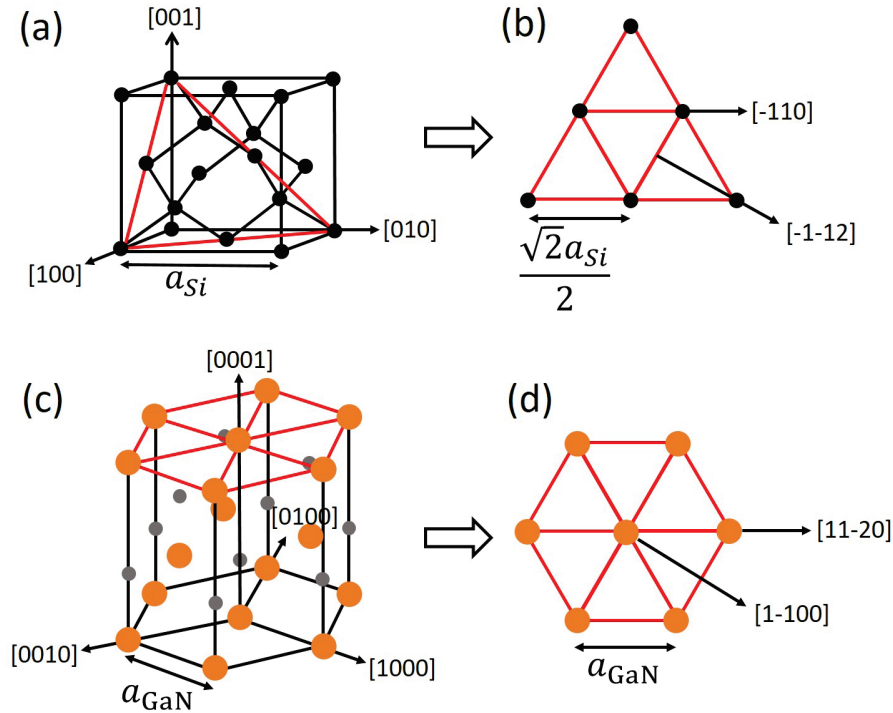 (a)
[001]
[010]
[100]
a_Si
(b)
[-110]
[-1-12]
√2a_Si
2
(c)
[0001]
[0100]
[0010]
[1000]
a_GaN
(d)
[11-20]
[1-100]
a_GaN